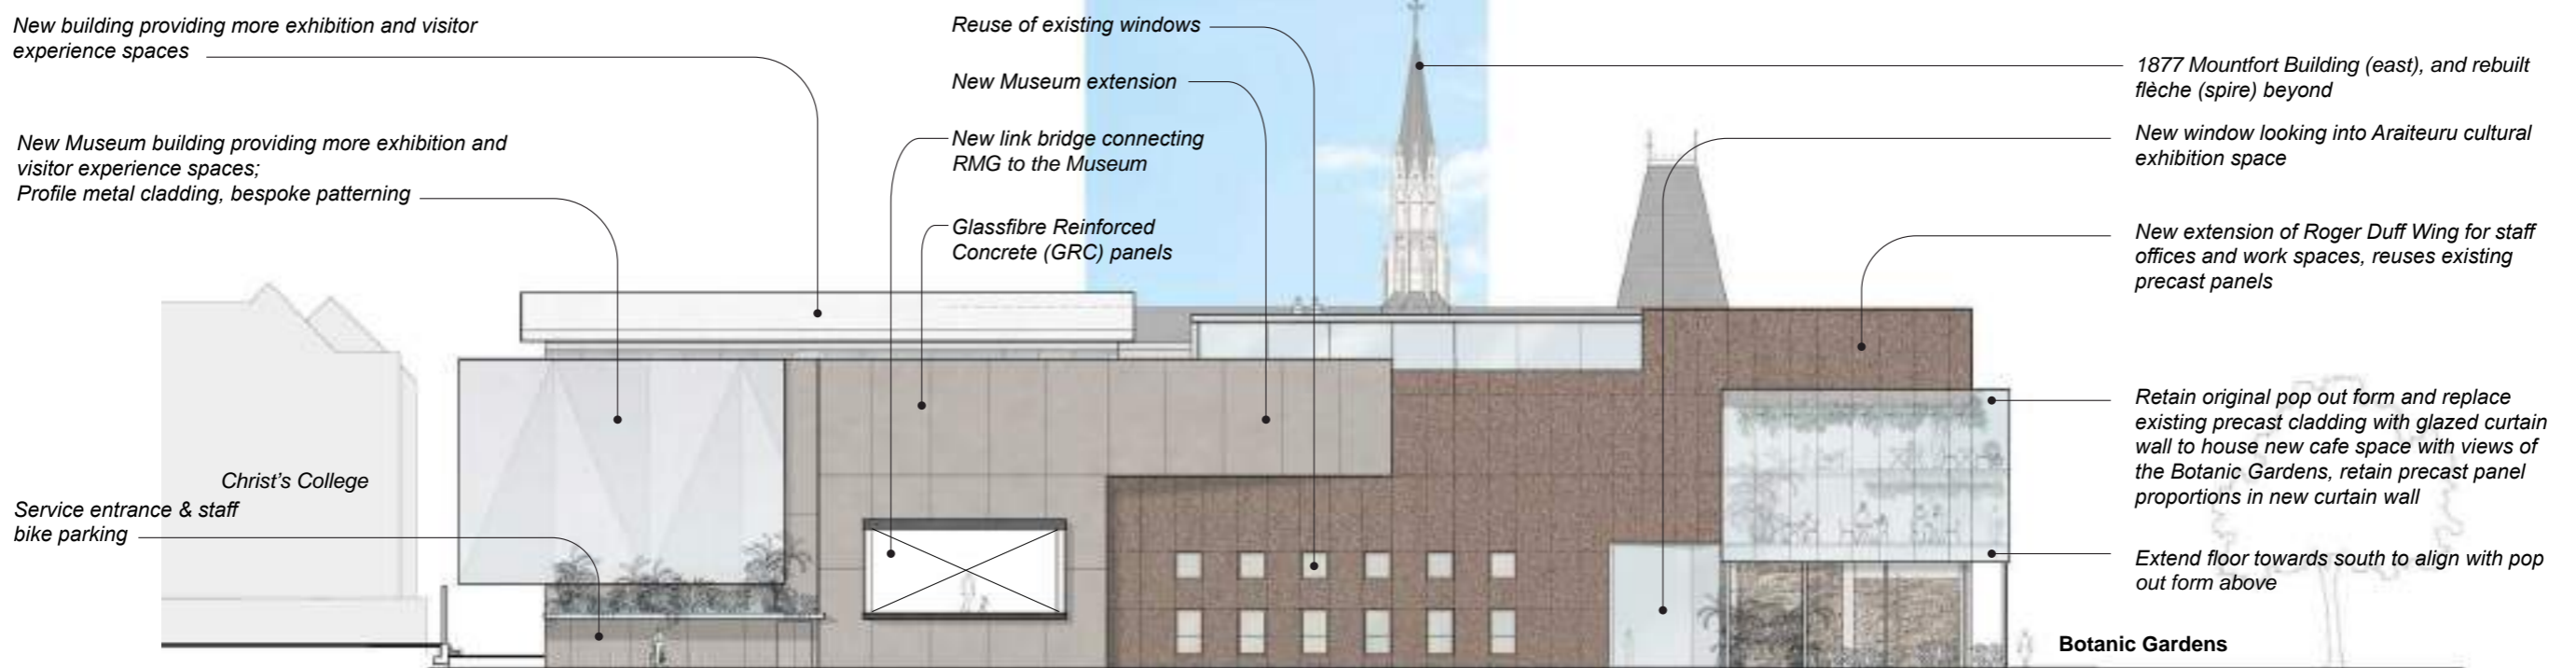 New building providing more exhibition and visitor
experience spaces
New Museum building providing more exhibition and
visitor experience spaces;
Profile metal cladding, bespoke patterning
Christ's College
Service entrance & staff
bike parking
Reuse of existing windows
New Museum extension
New link bridge connecting
RMG to the Museum
Glassfibre Reinforced
Concrete (GRC) panels
1877 Mountfort Building (east), and rebuilt
flèche (spire) beyond
New window looking into Araiteuru cultural
exhibition space
New extension of Roger Duff Wing for staff
offices and work spaces, reuses existing
precast panels
Retain original pop out form and replace
existing precast cladding with glazed curtain
wall to house new cafe space with views of
the Botanic Gardens, retain precast panel
proportions in new curtain wall
Extend floor towards south to align with pop
out form above
Botanic Gardens